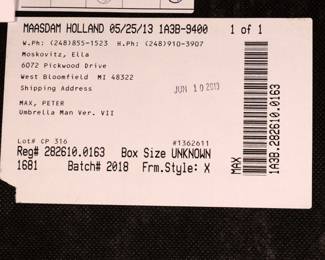 MAASDAM HOLLAND 05/25/13 1A3B-9400 1 of 1
W.Ph: (248)855-1523 H.Ph: (248)910-3907
Moskovitz, Ella
6072 Pickwood Drive
West Bloomfield MI 48322
Shipping Address
JUN 10 2013
MAX, PETER
Umbrella Man Ver. VII
Lot# CP 316 #1362611
Reg# 282610.0163 Box Size UNKNOWN
1681 Batch# 2018 Frm.Style: X
MAX
1A3B.282610.0163